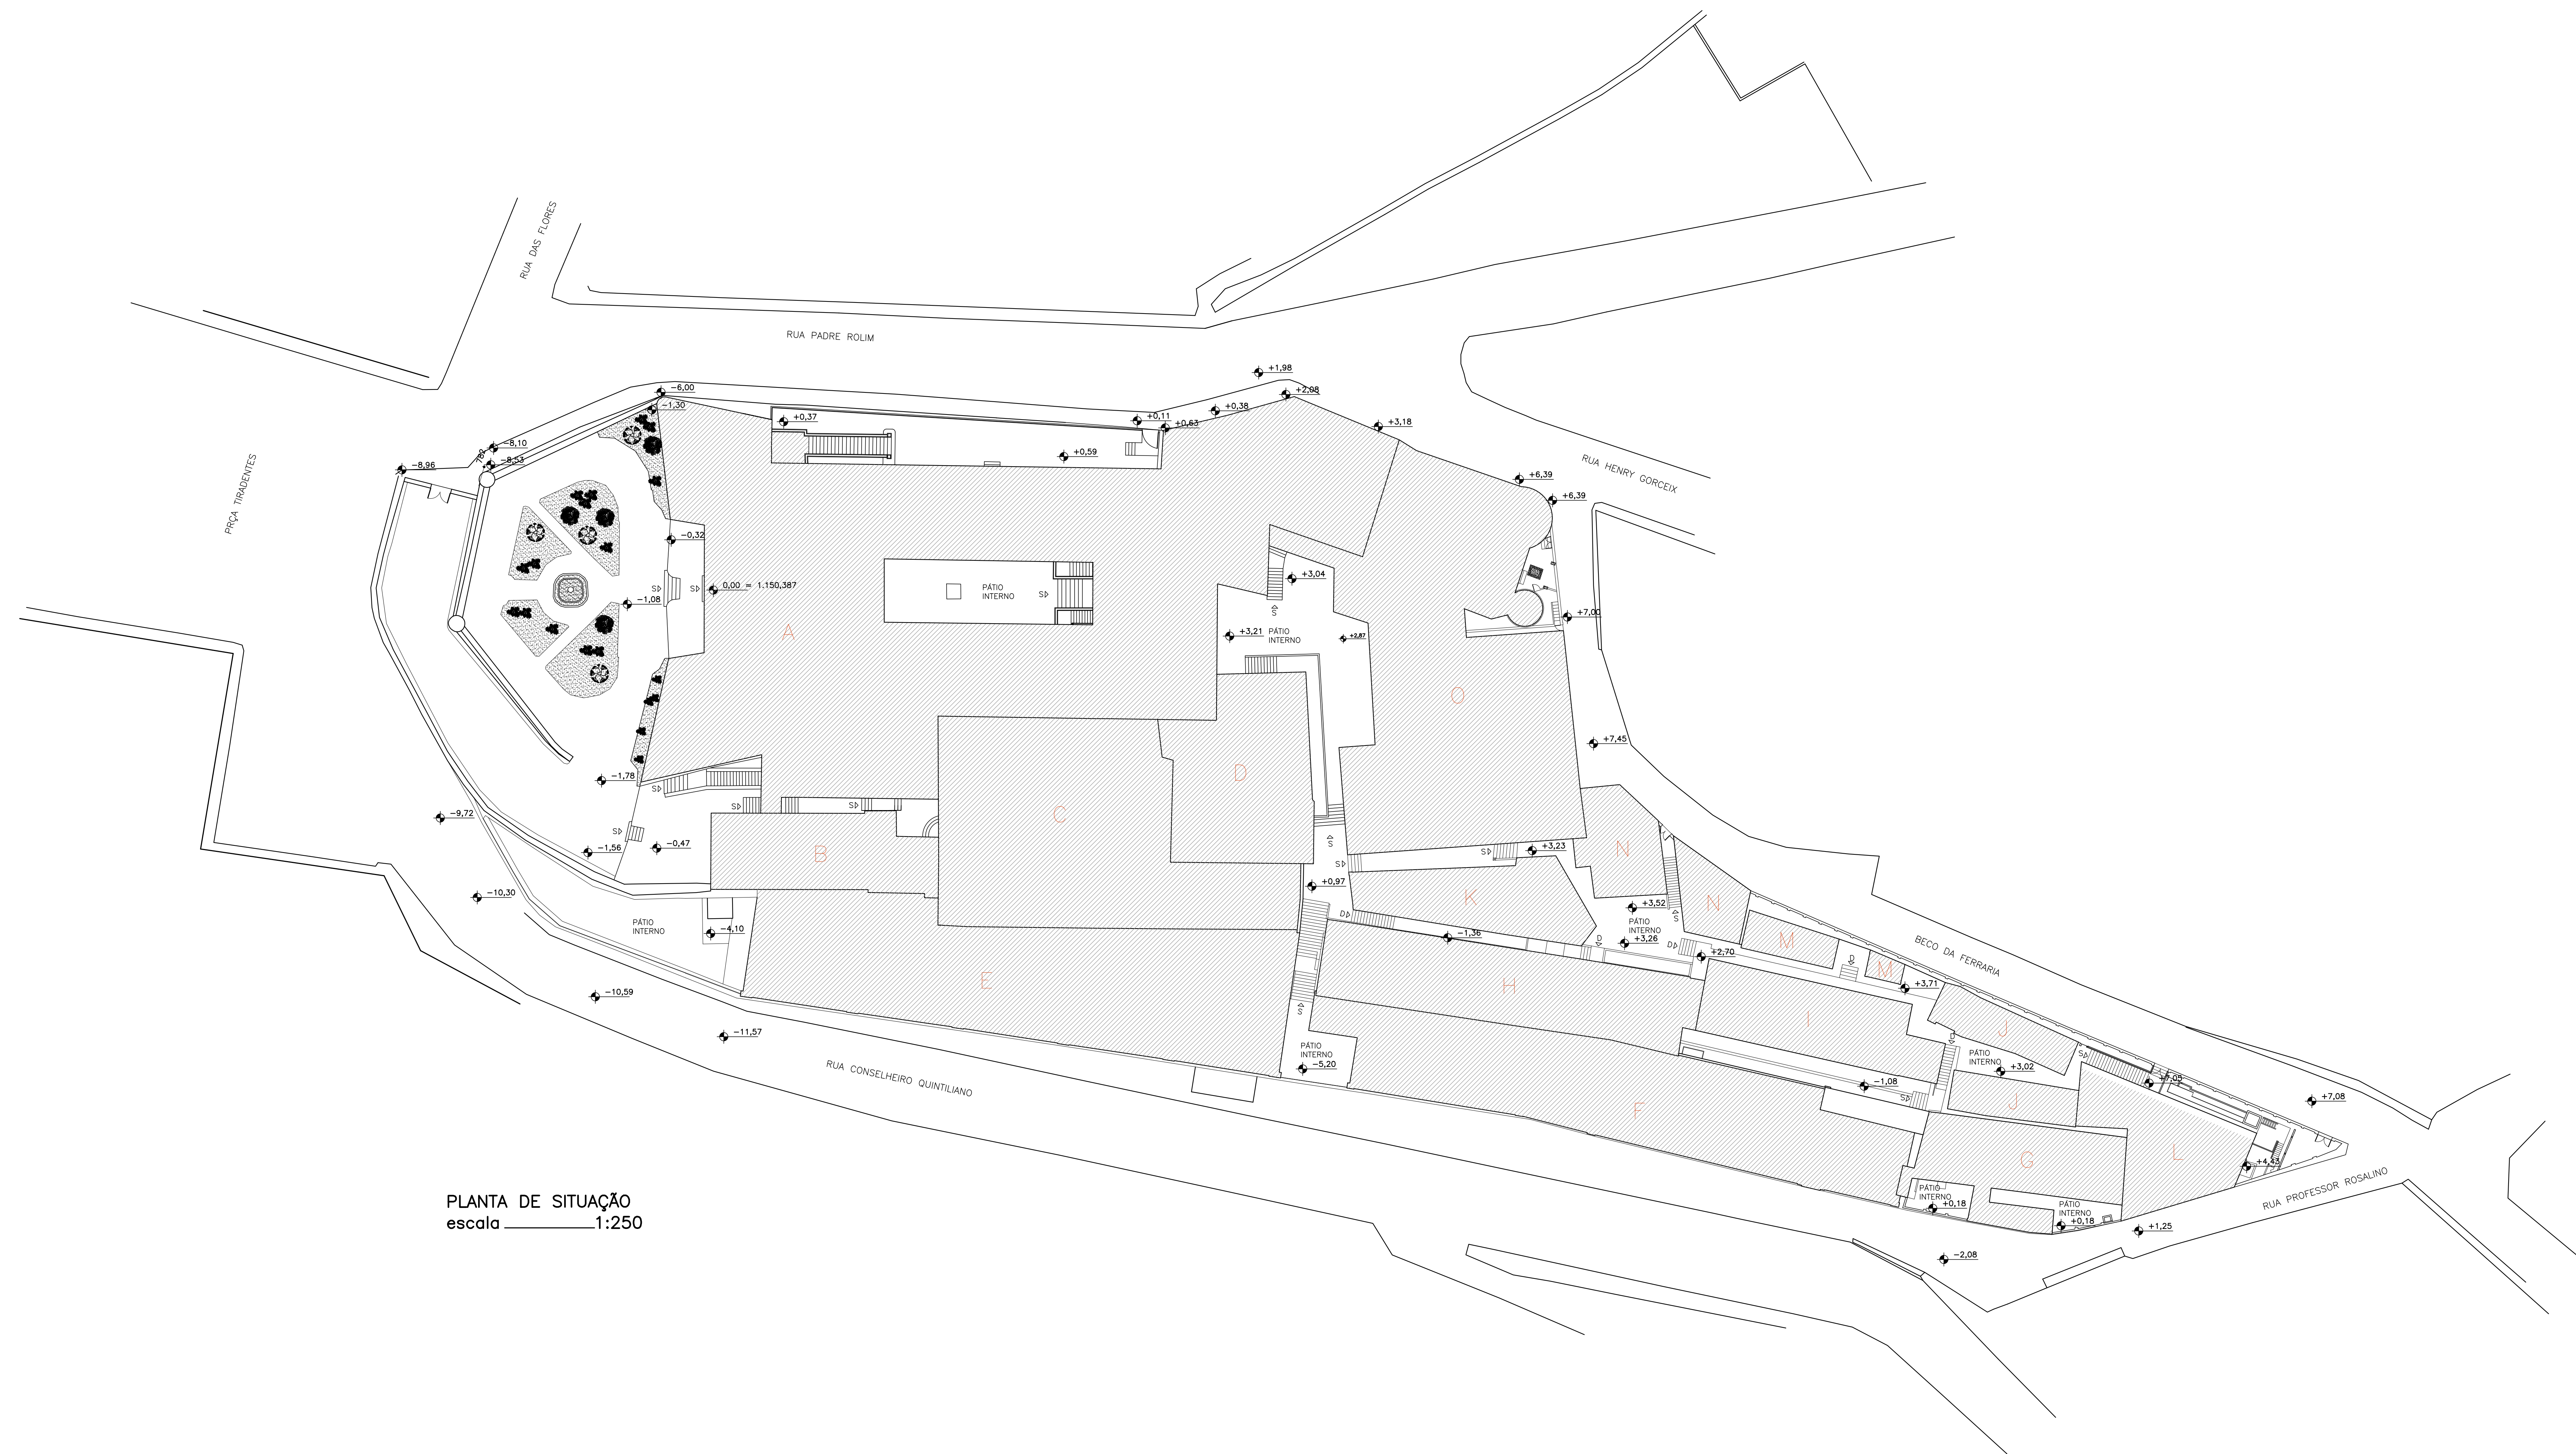 RUA DAS FLORES
RUA PADRE ROLIM
+1,98
-6,00
+2,08
-1,30
+0,38
+0,37
+0,11
+0,63
+3,18
-8,10
782
-8,53
-8,96
+0,59
RUA HENRY GORCEIX
+6,39
+6,39
PRÇA TIRADENTES
-0,32
+3,04
S
S
0,00 = 1.150,387
PÁTIO
INTERNO
S
-1,08
S
+7,00
A
+3,21
PÁTIO
INTERNO
+2,87
O
+7,45
D
-1,78
S
S
S
-9,72
C
S
-1,56
-0,47
B
S
S
S
+3,23
N
K
+0,97
-10,30
PÁTIO
INTERNO
-4,10
D
+3,52
S
N
PÁTIO
INTERNO
+3,26
-1,36
D
D
+2,70
M
BECO DA FERRARIA
D
M
E
H
+3,71
-10,59
S
I
J
-11,57
D
PÁTIO
INTERNO
-5,20
PÁTIO
INTERNO
+3,02
S
RUA CONSELHEIRO QUINTILIANO
-1,08
S
+7,05
J
+7,08
F
G
L
+4,43
PÁTIO
INTERNO
+0,18
PÁTIO
INTERNO
+0,18
+1,25
RUA PROFESSOR ROSALINO
-2,08
PLANTA DE SITUAÇÃO
escala 1:250